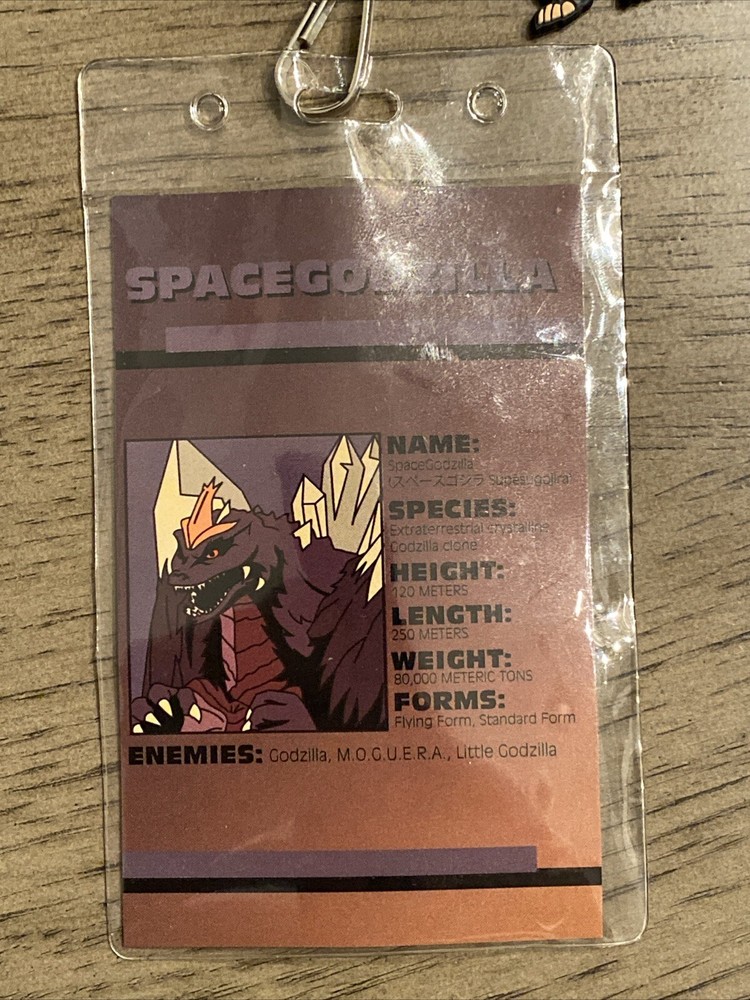 SPACEGODZILLA
NAME:
SpaceGodzilla
(スペースゴジラ Supēsugojira)
SPECIES:
Extraterrestrial crystalline
Godzilla clone
HEIGHT:
120 METERS
LENGTH:
250 METERS
WEIGHT:
80,000 METERIC TONS
FORMS:
Flying Form, Standard Form
ENEMIES: Godzilla, M.O.G.U.E.R.A., Little Godzilla